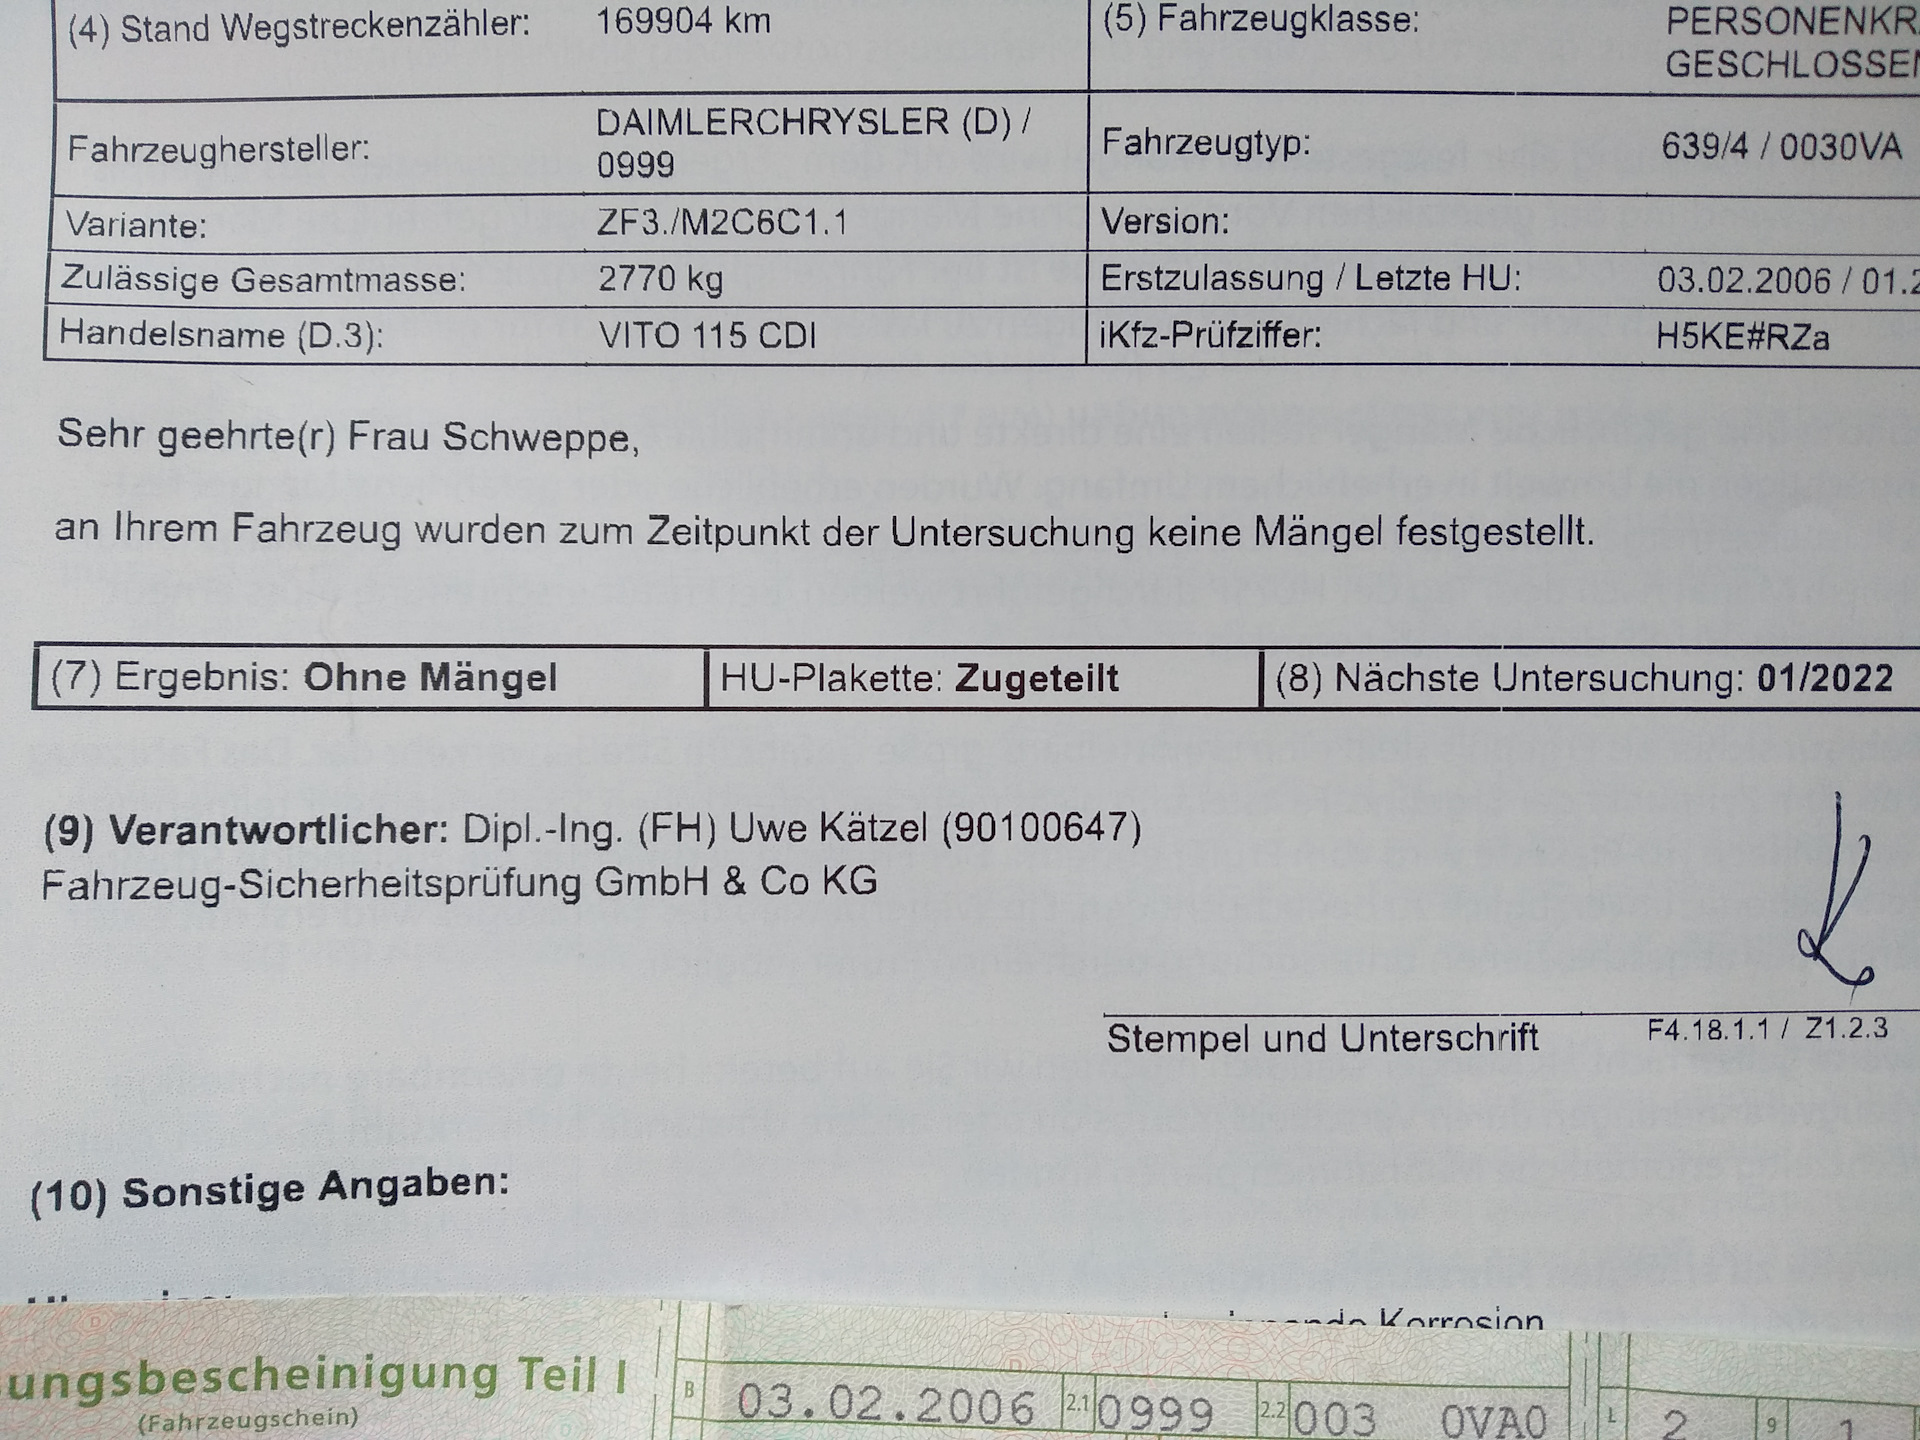 (4) Stand Wegstreckenzähler: 169904 km (5) Fahrzeugklasse: PERSONENKR
GESCHLOSSEN
Fahrzeughersteller: DAIMLERCHRYSLER (D) /
0999 Fahrzeugtyp: 639/4 / 0030VA
Variante: ZF3./M2C6C1.1 Version:
Zulässige Gesamtmasse: 2770 kg Erstzulassung / Letzte HU: 03.02.2006 / 01.2
Handelsname (D.3): VITO 115 CDI iKfz-Prüfziffer: H5KE#RZa
Sehr geehrte(r) Frau Schweppe,
an Ihrem Fahrzeug wurden zum Zeitpunkt der Untersuchung keine Mängel festgestellt.
(7) Ergebnis: Ohne Mängel HU-Plakette: Zugeteilt (8) Nächste Untersuchung: 01/2022
(9) Verantwortlicher: Dipl.-Ing. (FH) Uwe Kätzel (90100647)
Fahrzeug-Sicherheitsprüfung GmbH & Co KG
Stempel und Unterschrift F4.18.1.1 / Z1.2.3
(10) Sonstige Angaben:
Korrosion
ungsbescheinigung Teil I
(Fahrzeugschein)
B 03.02.2006 2.1 0999 2.2 003 0VA0 L 2 9 1